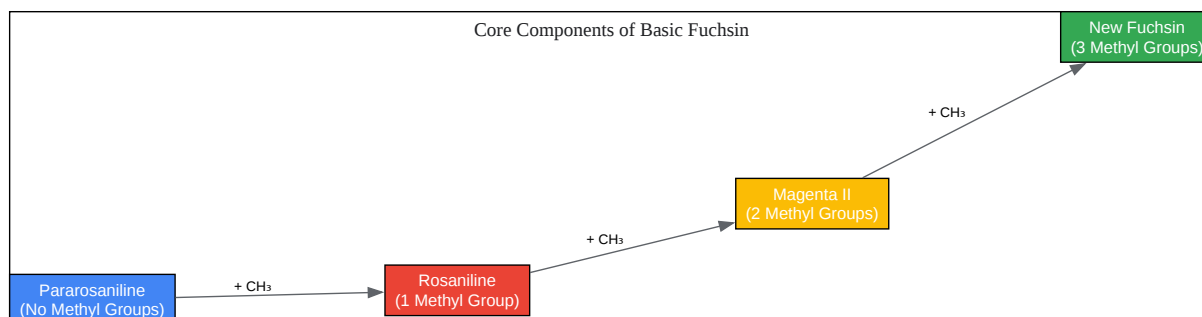 Core Components of Basic Fuchsin
New Fuchsin
(3 Methyl Groups)
+ CH₃
Magenta II
(2 Methyl Groups)
+ CH₃
Rosaniline
(1 Methyl Group)
+ CH₃
Pararosaniline
(No Methyl Groups)